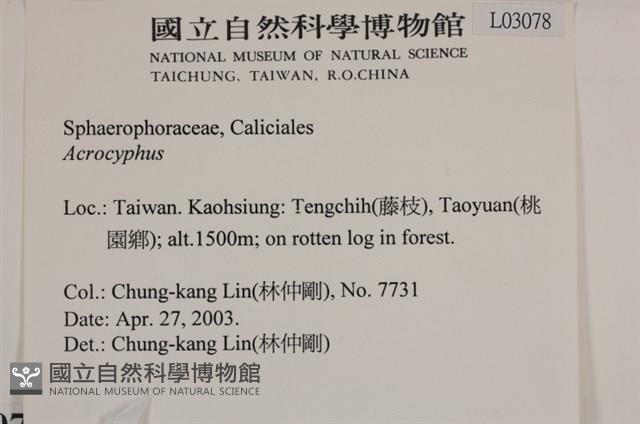 國立自然科學博物館
L03078
NATIONAL MUSEUM OF NATURAL SCIENCE
TAICHUNG, TAIWAN, R.O.CHINA
Sphaerophoraceae, Caliciales
Acrocyphus
Loc.: Taiwan. Kaohsiung: Tengchih(藤枝), Taoyuan(桃
園鄉); alt.1500m; on rotten log in forest.
Col.: Chung-kang Lin(林仲剛), No. 7731
Date: Apr. 27, 2003.
Det.: Chung-kang Lin(林仲剛)
國立自然科學博物館
NATIONAL MUSEUM OF NATURAL SCIENCE